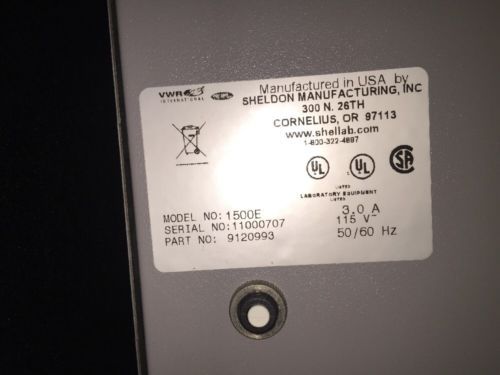 VWR
INTERNATIONAL
Manufactured in USA by
SHELDON MANUFACTURING, INC
300 N. 26TH
CORNELIUS, OR 97113
www.shellab.com
1-800-322-4897
UL UL SA
LISTED LISTED
LABORATORY EQUIPMENT
MODEL NO: 1500E
SERIAL NO: 11000707
PART NO: 9120993
3.0 A
115 V~
50/60 Hz